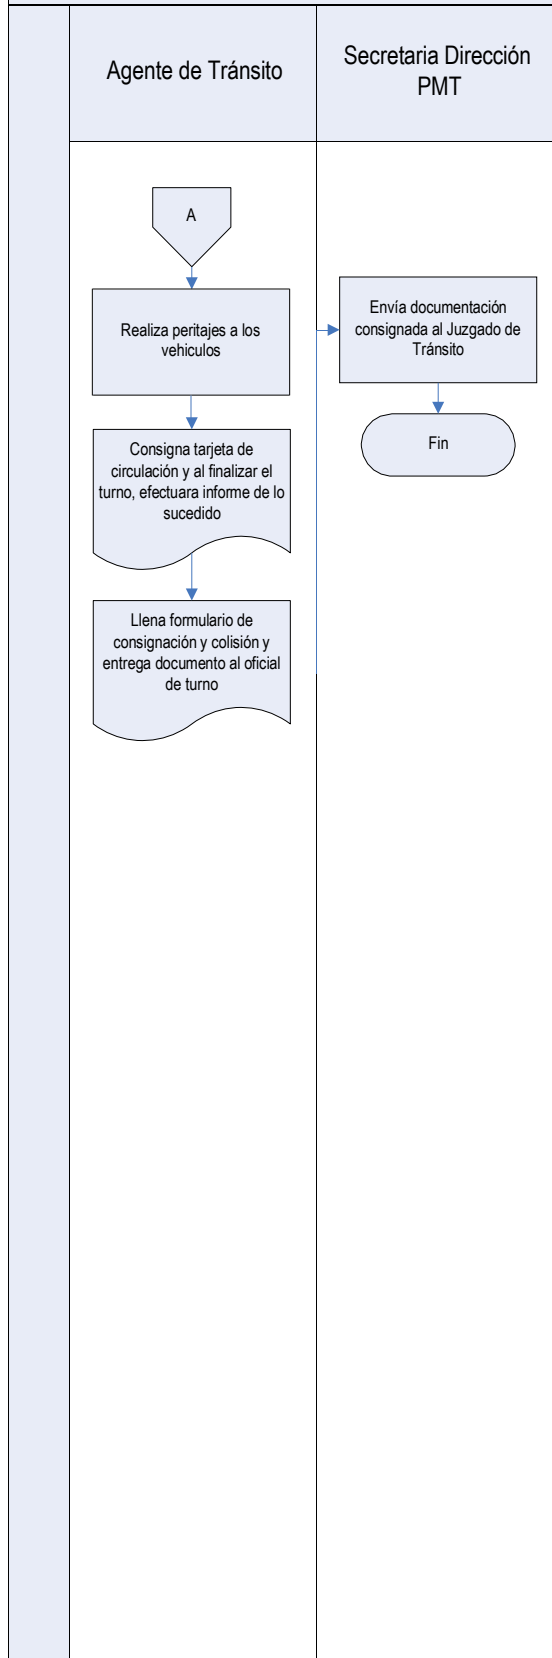 Agente de Tránsito
Secretaria Dirección
PMT
A
Realiza peritajes a los
vehiculos
Consigna tarjeta de
circulación y al finalizar el
turno, efectuara informe de lo
sucedido
Llena formulario de
consignación y colisión y
entrega documento al oficial
de turno
Envía documentación
consignada al Juzgado de
Tránsito
Fin